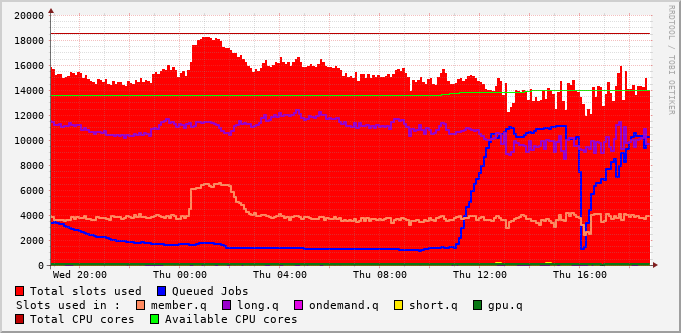 RRDTOOL / TOBI OETIKER
20000
18000
16000
14000
12000
10000
8000
6000
4000
2000
0
Wed 20:00 Thu 00:00 Thu 04:00 Thu 08:00 Thu 12:00 Thu 16:00
Total slots used Queued Jobs
Slots used in : member.q long.q ondemand.q short.q gpu.q
Total CPU cores Available CPU cores